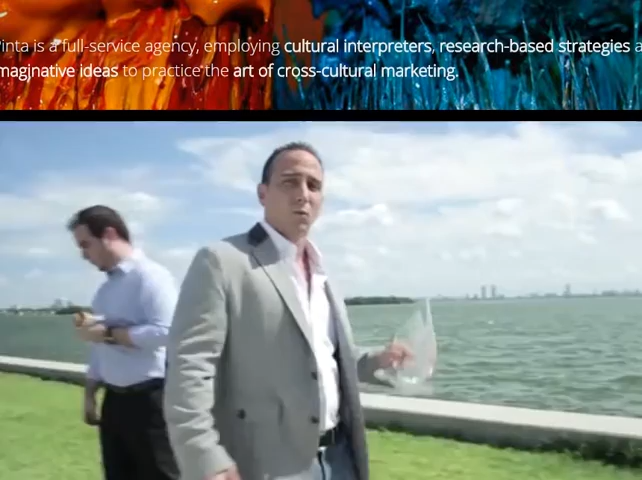 inta is a full-service agency, employing cultural interpreters, research-based strategies a
maginative ideas to practice the art of cross-cultural marketing.